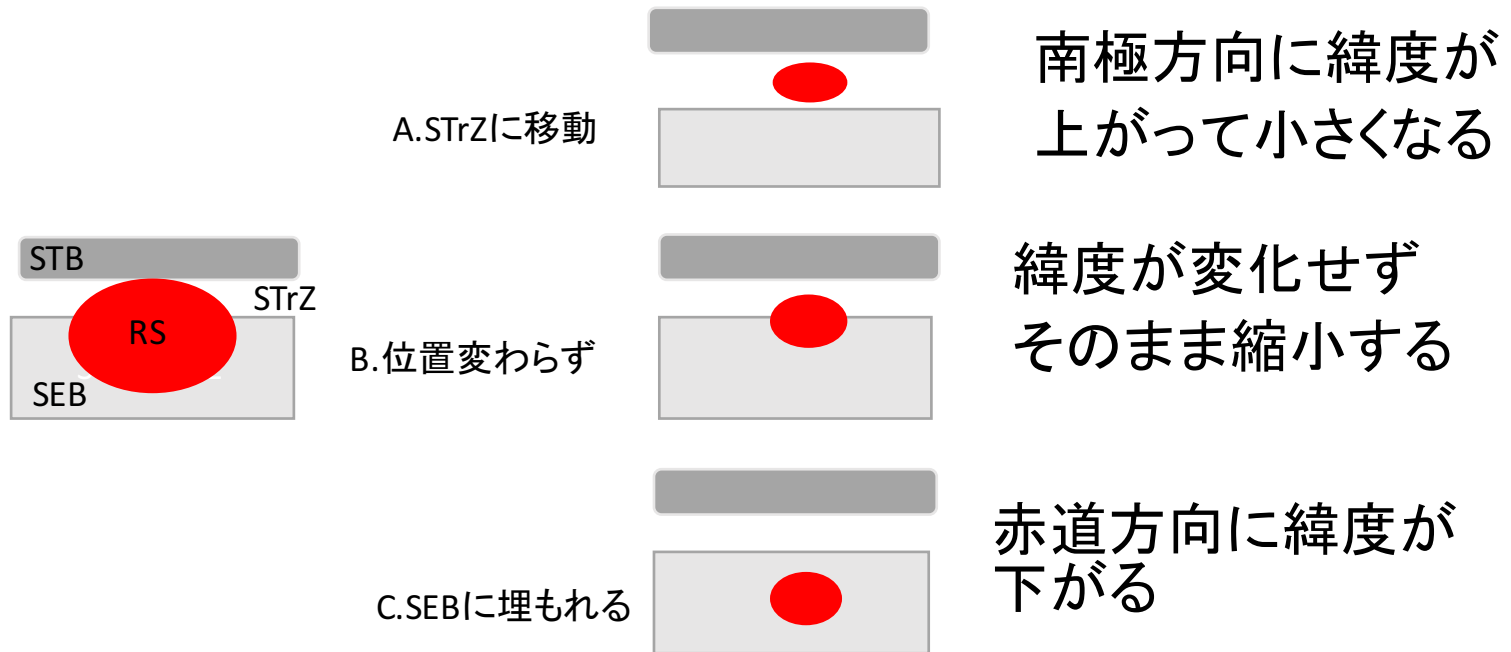 STB
STrZ
RS
SEB
A.STrZに移動
南極方向に緯度が
上がって小さくなる
B.位置変わらず
緯度が変化せず
そのまま縮小する
C.SEBに埋もれる
赤道方向に緯度が
下がる